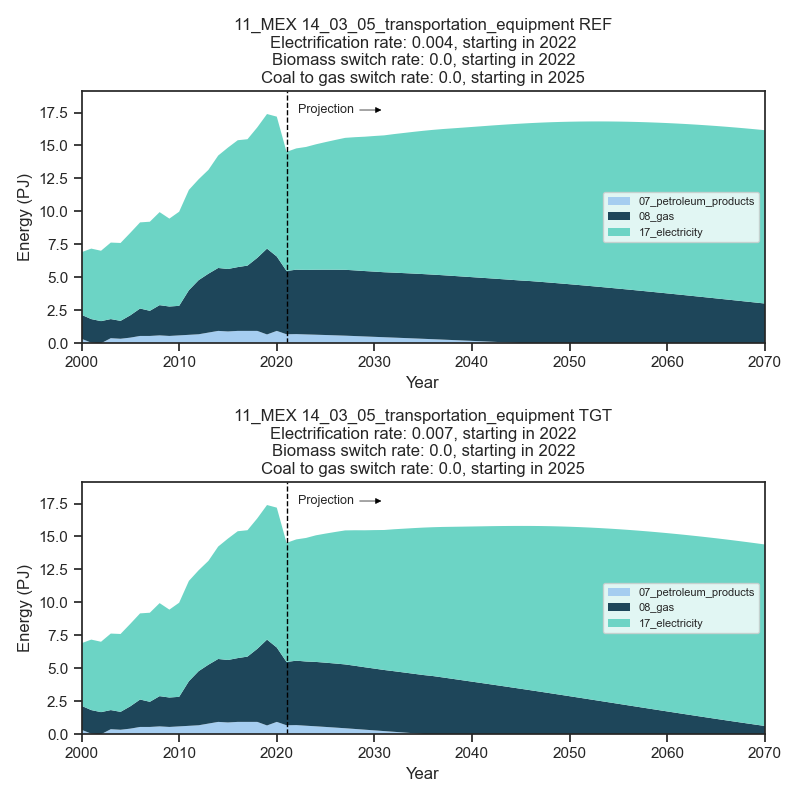 11_MEX 14_03_05_transportation_equipment REF
Electrification rate: 0.004, starting in 2022
Biomass switch rate: 0.0, starting in 2022
Coal to gas switch rate: 0.0, starting in 2025
Energy (PJ)
17.5
15.0
12.5
10.0
7.5
5.0
2.5
0.0
Projection
07_petroleum_products
08_gas
17_electricity
2000 2010 2020 2030 2040 2050 2060 2070
Year
11_MEX 14_03_05_transportation_equipment TGT
Electrification rate: 0.007, starting in 2022
Biomass switch rate: 0.0, starting in 2022
Coal to gas switch rate: 0.0, starting in 2025
Energy (PJ)
17.5
15.0
12.5
10.0
7.5
5.0
2.5
0.0
Projection
07_petroleum_products
08_gas
17_electricity
2000 2010 2020 2030 2040 2050 2060 2070
Year